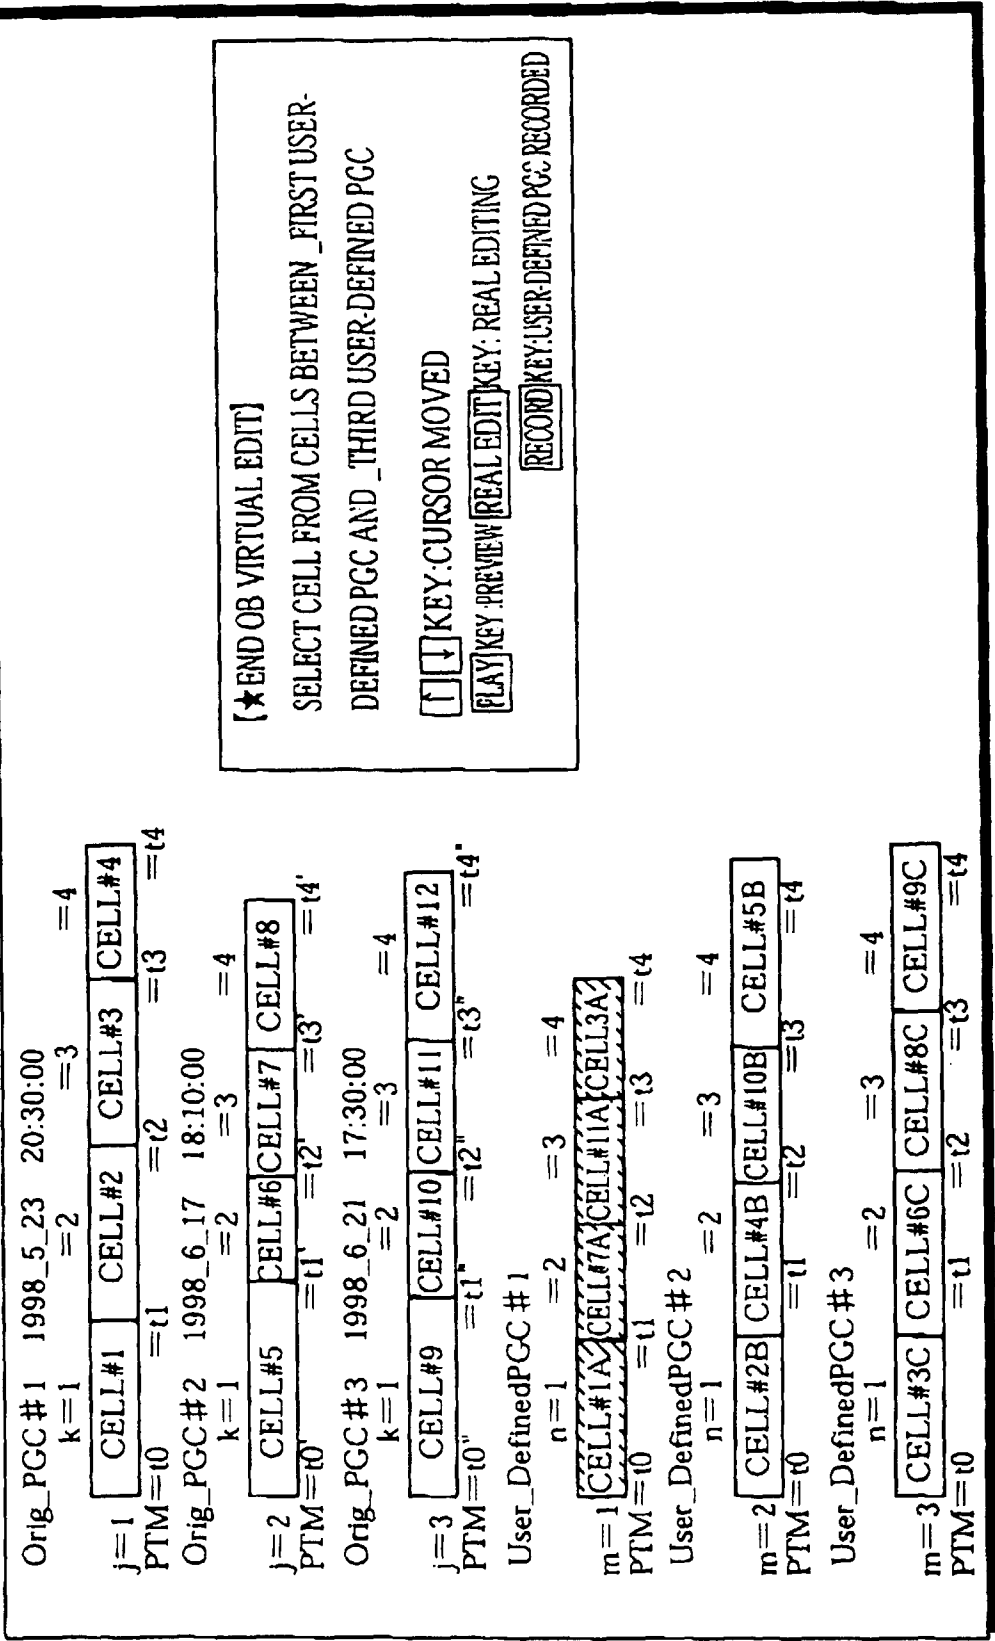 Orig_PGC#1 1998_5_23 20:30:00
k=1 =2 =3 =4
j=1 CELL#1 CELL#2 CELL#3 CELL#4
PTM=t0 =t1 =t2 =t3 =t4
Orig_PGC#2 1998_6_17 18:10:00
k=1 =2 =3 =4
j=2 CELL#5 CELL#6 CELL#7 CELL#8
PTM=t0' =t1' =t2' =t3' =t4'
Orig_PGC#3 1998_6_21 17:30:00
k=1 =2 =3 =4
j=3 CELL#9 CELL#10 CELL#11 CELL#12
PTM=t0" =t1" =t2" =t3" =t4"
User_DefinedPGC#1
n=1 =2 =3 =4
m=1 CELL#1A CELL#7A CELL#11A CELL3A
PTM=t0 =t1 =t2 =t3 =t4
User_DefinedPGC#2
n=1 =2 =3 =4
m=2 CELL#2B CELL#4B CELL#10B CELL#5B
PTM=t0 =t1 =t2 =t3 =t4
User_DefinedPGC#3
n=1 =2 =3 =4
m=3 CELL#3C CELL#6C CELL#8C CELL#9C
PTM=t0 =t1 =t2 =t3 =t4
[★END OB VIRTUAL EDIT]
SELECT CELL FROM CELLS BETWEEN _FIRST USER-
DEFINED PGC AND _THIRD USER-DEFINED PGC
↑ ↓ KEY:CURSOR MOVED
PLAY KEY:PREVIEW REAL EDIT KEY: REAL EDITING
RECORD KEY:USER-DEFINED PGC RECORDED